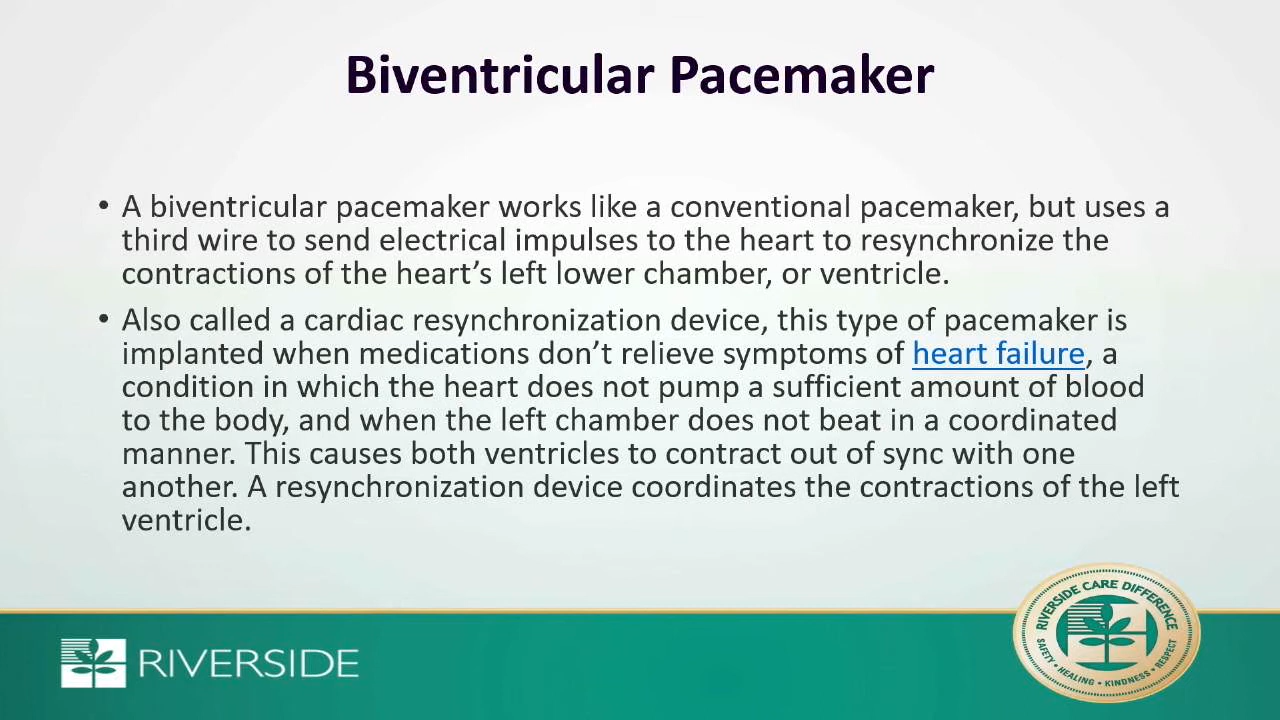 Biventricular Pacemaker
• A biventricular pacemaker works like a conventional pacemaker, but uses a
third wire to send electrical impulses to the heart to resynchronize the
contractions of the heart’s left lower chamber, or ventricle.
• Also called a cardiac resynchronization device, this type of pacemaker is
implanted when medications don’t relieve symptoms of heart failure, a
condition in which the heart does not pump a sufficient amount of blood
to the body, and when the left chamber does not beat in a coordinated
manner. This causes both ventricles to contract out of sync with one
another. A resynchronization device coordinates the contractions of the left
ventricle.
RIVERSIDE
RIVERSIDE CARE DIFFERENCE
SAFETY • HEALING • KINDNESS • RESPECT